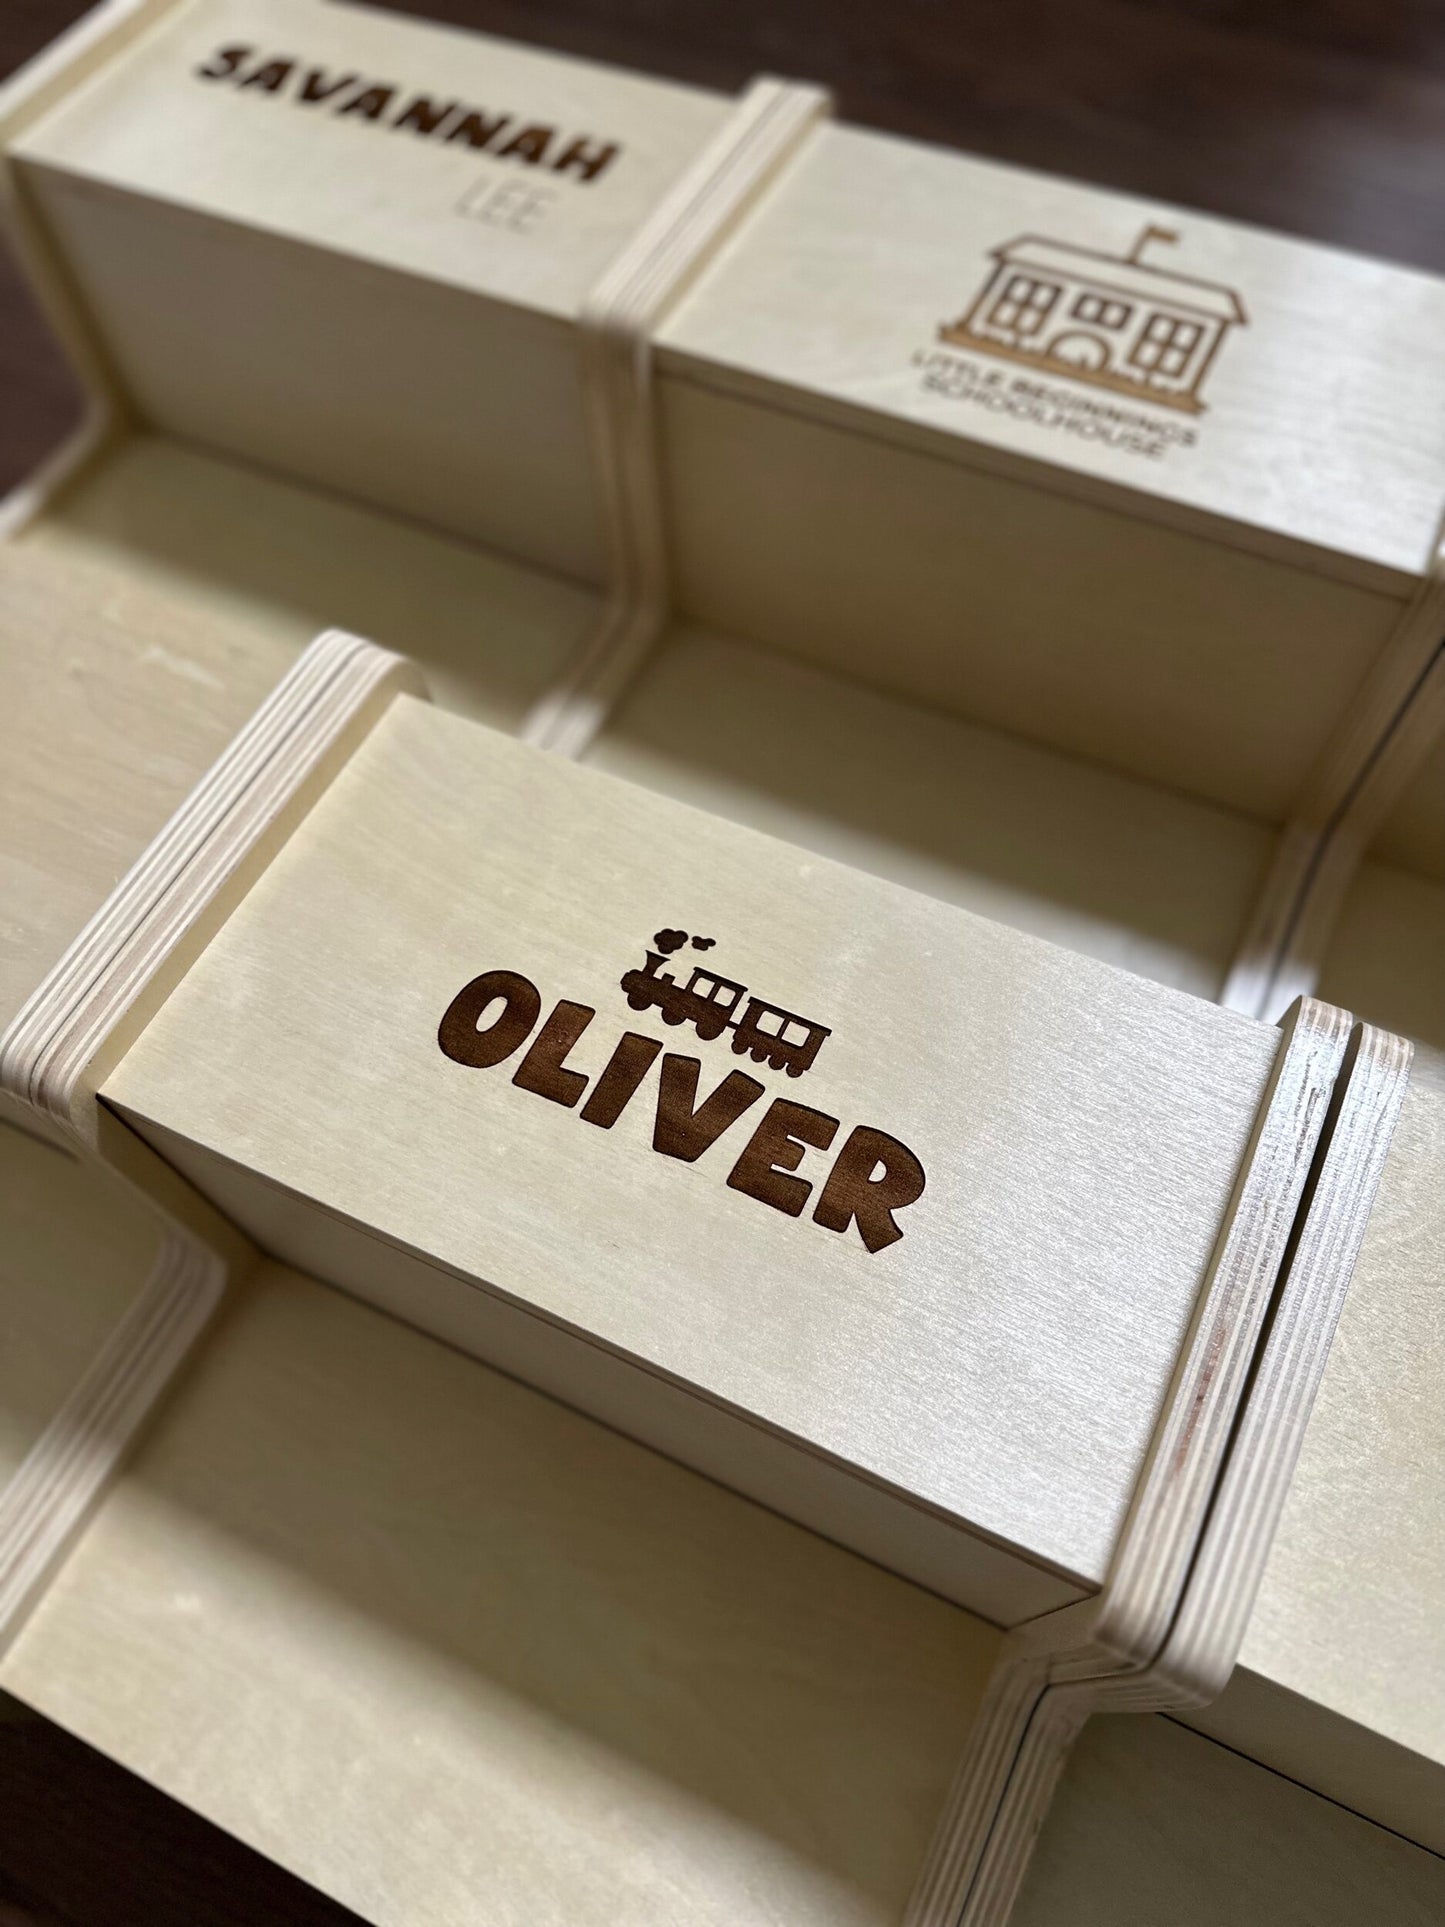 SAVANNAH
LEE
LITTLE BEGINNINGS
SCHOOLHOUSE
OLIVER